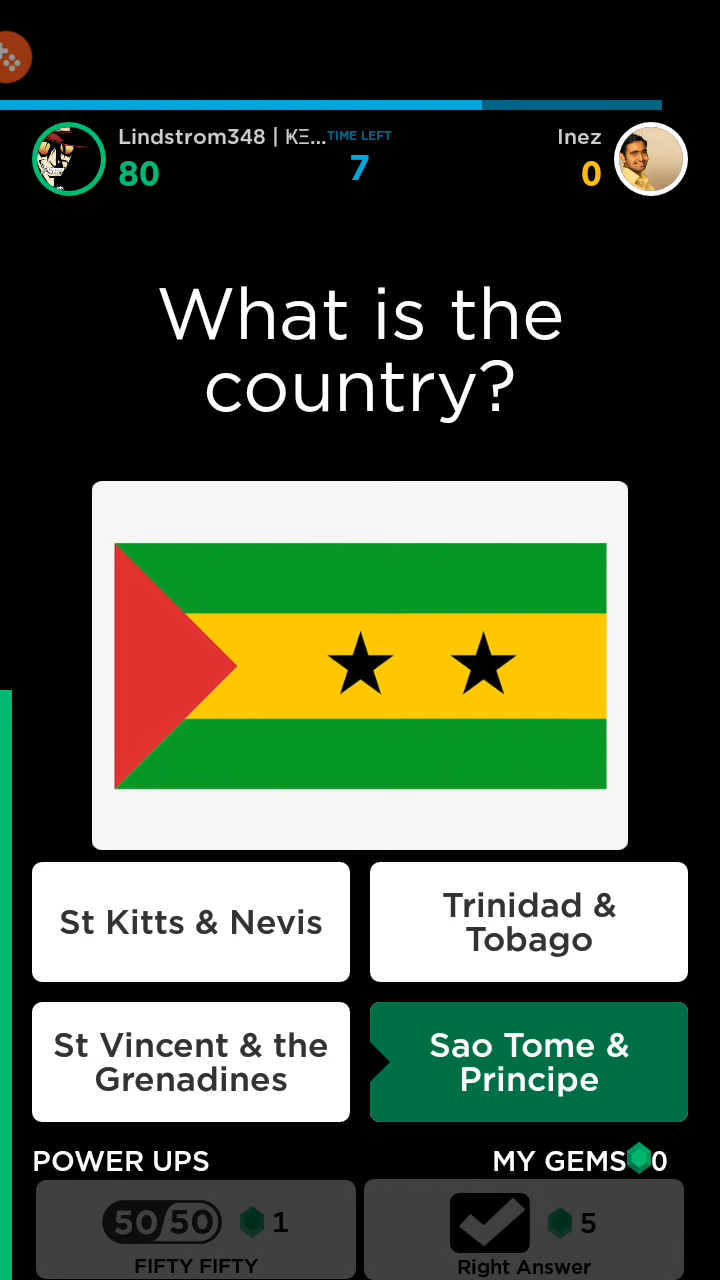 Lindstrom348 | ₭Ξ...
TIME LEFT
Inez
80
7
0
What is the
country?
St Kitts & Nevis
Trinidad &
Tobago
St Vincent & the
Grenadines
Sao Tome &
Principe
POWER UPS
MY GEMS 0
50/50 1
5
FIFTY FIFTY
Right Answer